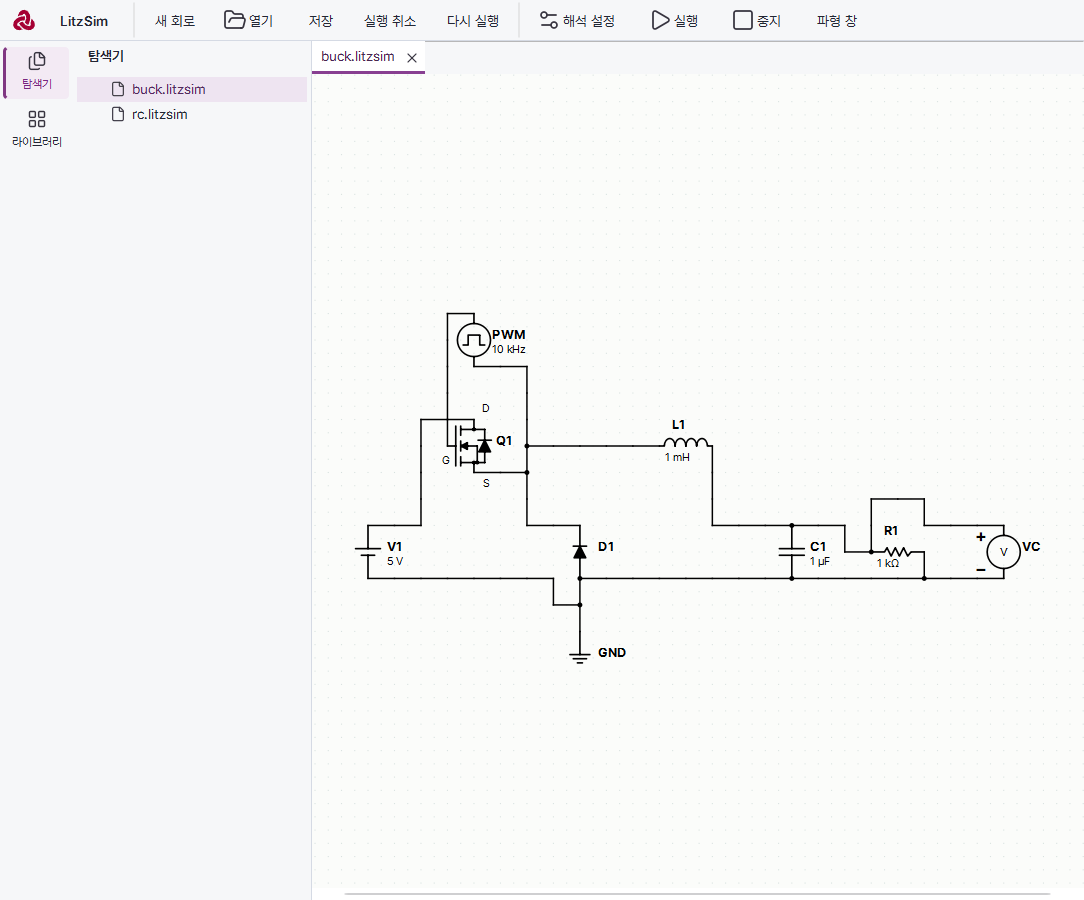 LitzSim 새 회로 열기 저장 실행 취소 다시 실행 해석 설정 실행 중지 파형 창
탐색기
탐색기
라이브러리
buck.litzsim
rc.litzsim
buck.litzsim
PWM
10 kHz
D
Q1
G
S
L1
1 mH
V1
5 V
D1
C1
1 µF
R1
1 kΩ
+
V
VC
−
GND